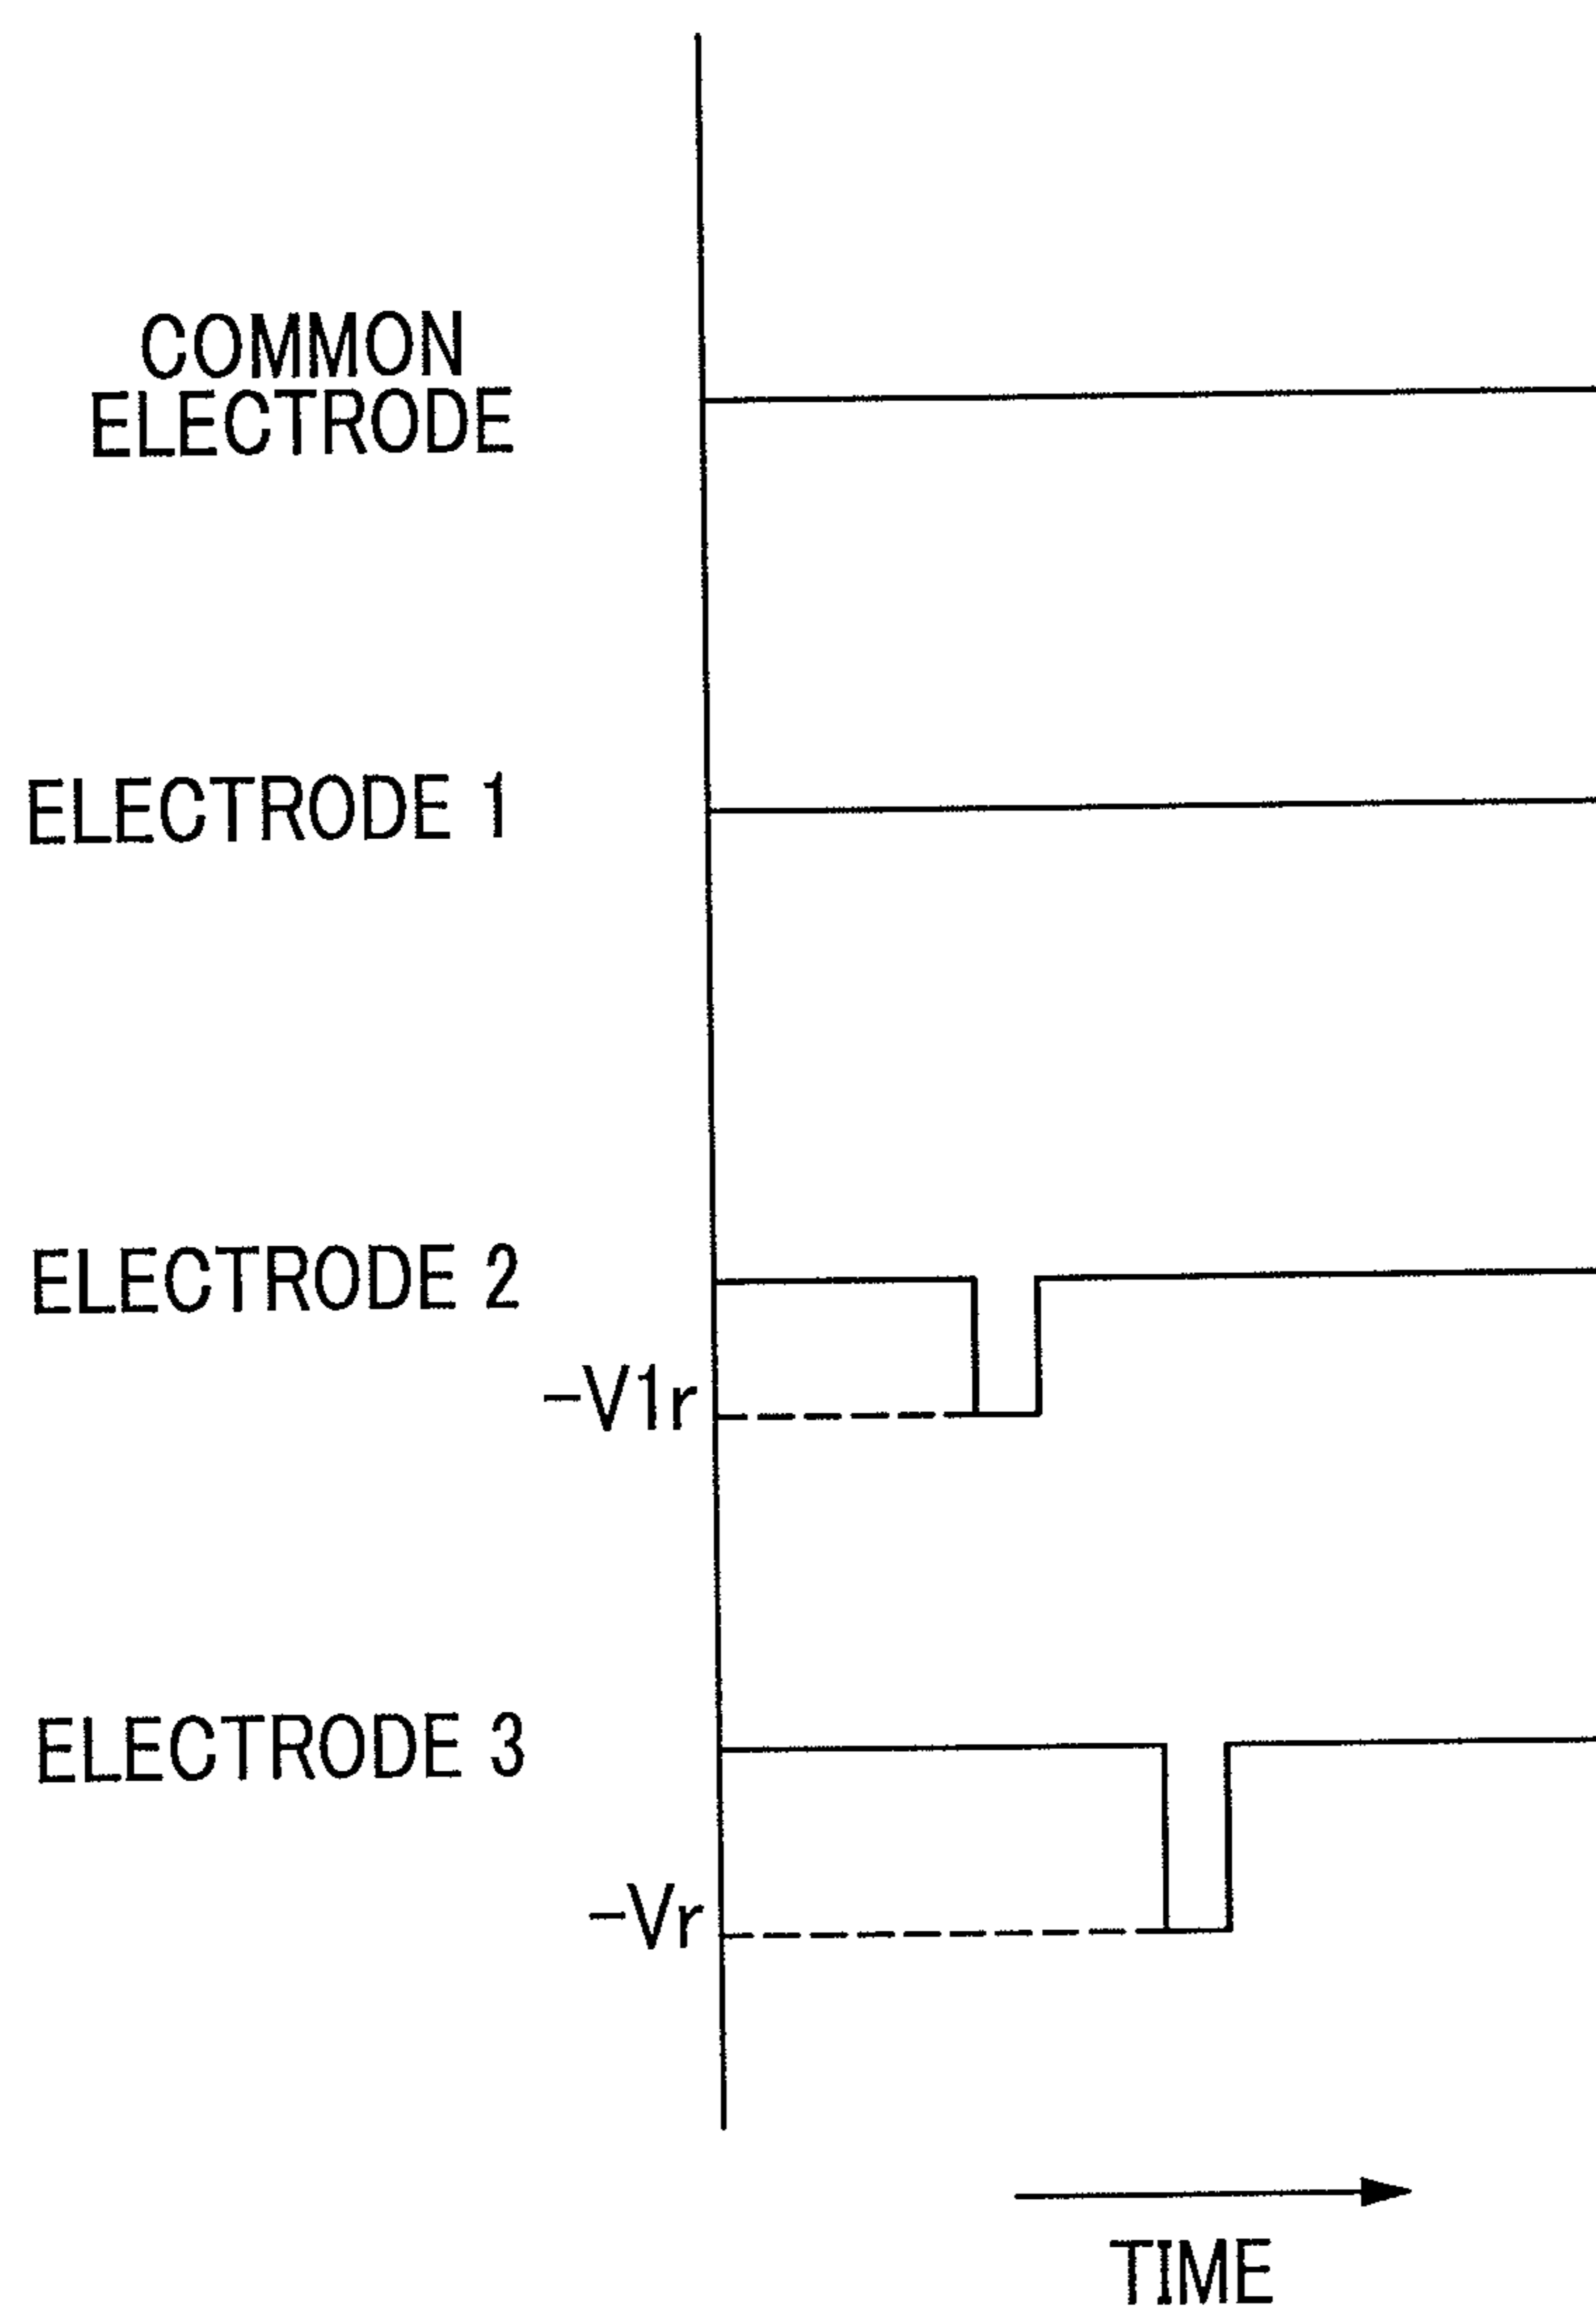 COMMON
ELECTRODE
ELECTRODE 1
ELECTRODE 2
-V1r
ELECTRODE 3
-Vr
TIME